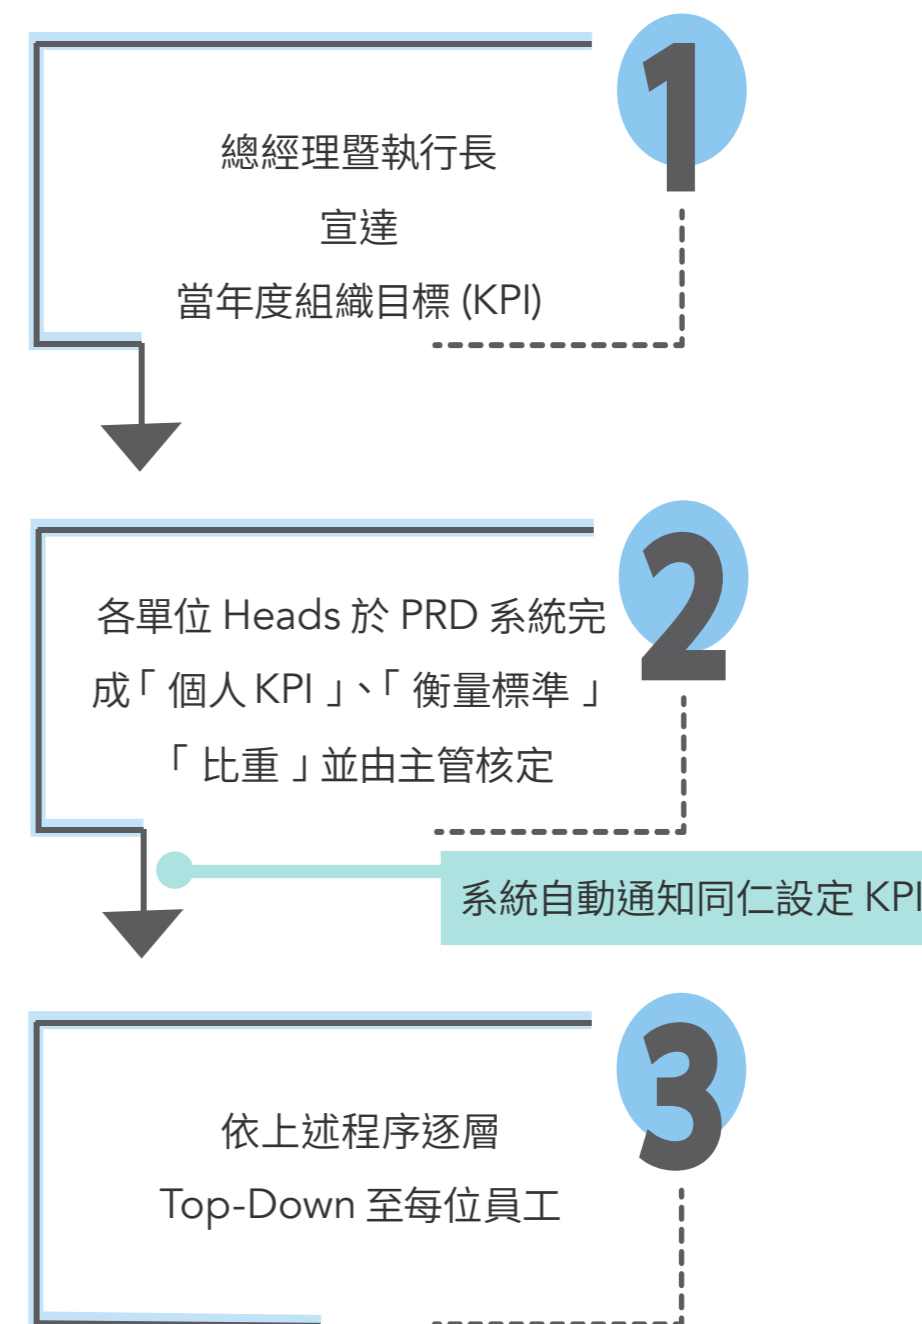 1
總經理暨執行長
宣達
當年度組織目標 (KPI)
2
各單位 Heads 於 PRD 系統完
成「 個人 KPI 」、「 衡量標準 」
「 比重 」並由主管核定
系統自動通知同仁設定 KPI
3
依上述程序逐層
Top-Down 至每位員工